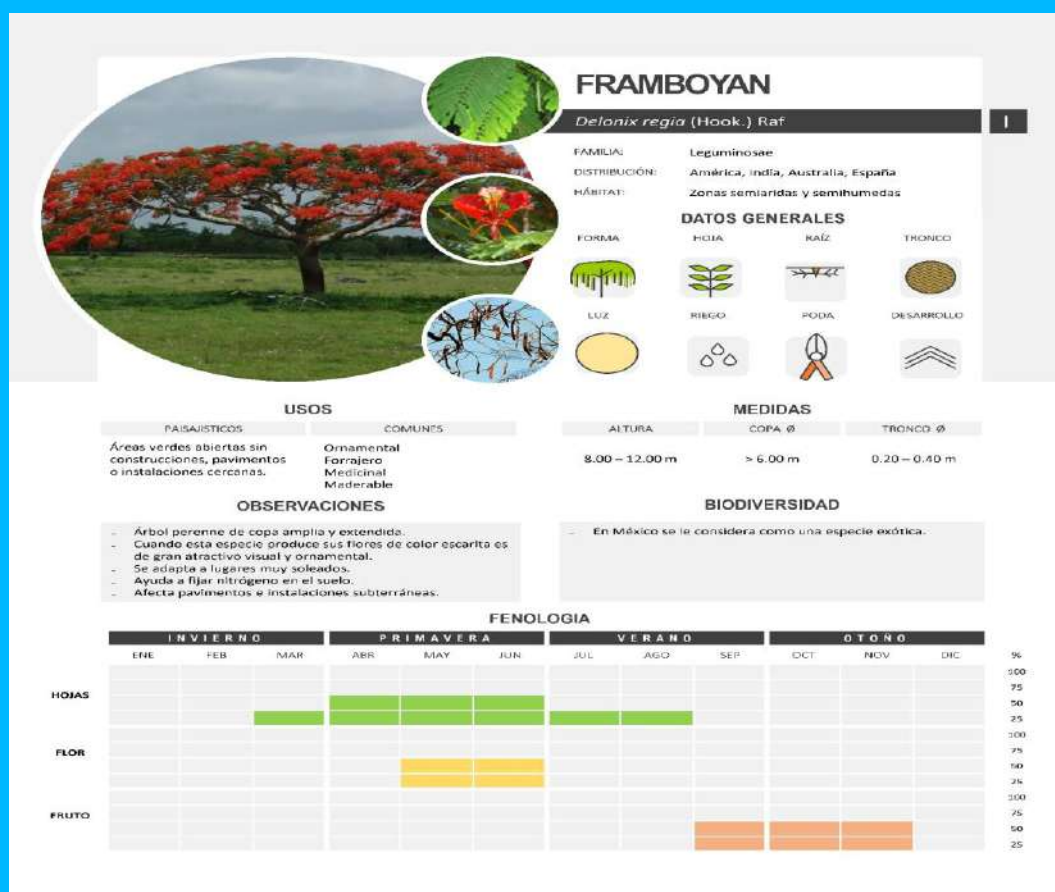 FRAMBOYAN
Delonix regia (Hook.) Raf
I
FAMILIA: Leguminosae
DISTRIBUCIÓN: América, India, Australia, España
HÁBITAT: Zonas semiaridas y semihumedas
DATOS GENERALES
FORMA HOJA RAÍZ TRONCO
LUZ RIEGO PODA DESARROLLO
USOS
PAISAJISTICOS COMUNES
Áreas verdes abiertas sin
construcciones, pavimentos
o instalaciones cercanas.
Ornamental
Forrajero
Medicinal
Maderable
MEDIDAS
ALTURA COPA Ø TRONCO Ø
8.00 – 12.00 m > 6.00 m 0.20 – 0.40 m
OBSERVACIONES
- Árbol perenne de copa amplia y extendida.
- Cuando esta especie produce sus flores de color escarlta es
de gran atractivo visual y ornamental.
- Se adapta a lugares muy soleados.
- Ayuda a fijar nitrógeno en el suelo.
- Afecta pavimentos e instalaciones subterráneas.
BIODIVERSIDAD
- En México se le considera como una especie exótica.
FENOLOGIA
INVIERNO PRIMAVERA VERANO OTOÑO
ENE FEB MAR ABR MAY JUN JUL AGO SEP OCT NOV DIC %
HOJAS
100
75
50
25
FLOR
100
75
50
25
FRUTO
100
75
50
25